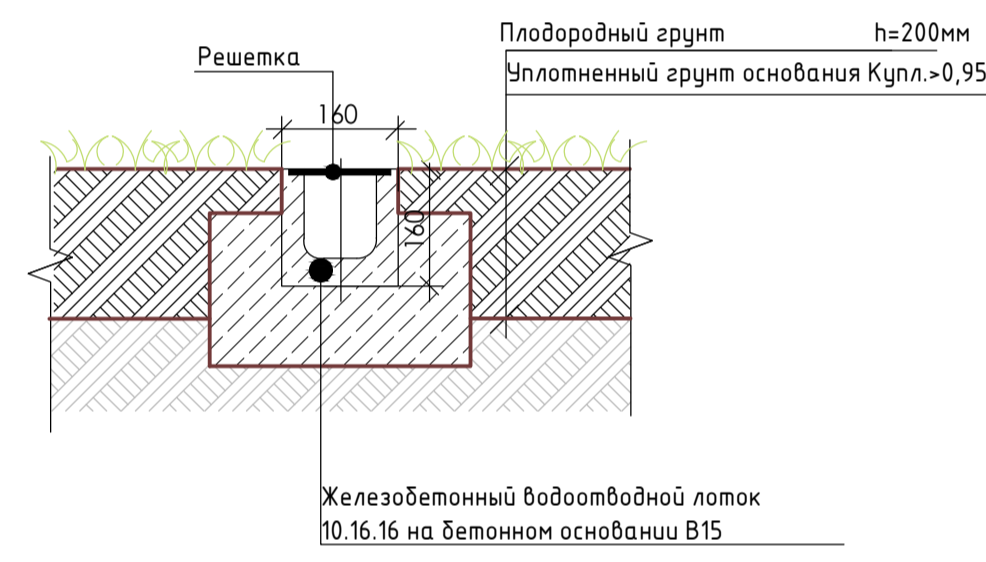 Плодородный грунт h=200мм
Решетка
Уплотненный грунт основания Купл.>0,95
160
160
Железобетонный водоотводной лоток
10.16.16 на бетонном основании В15